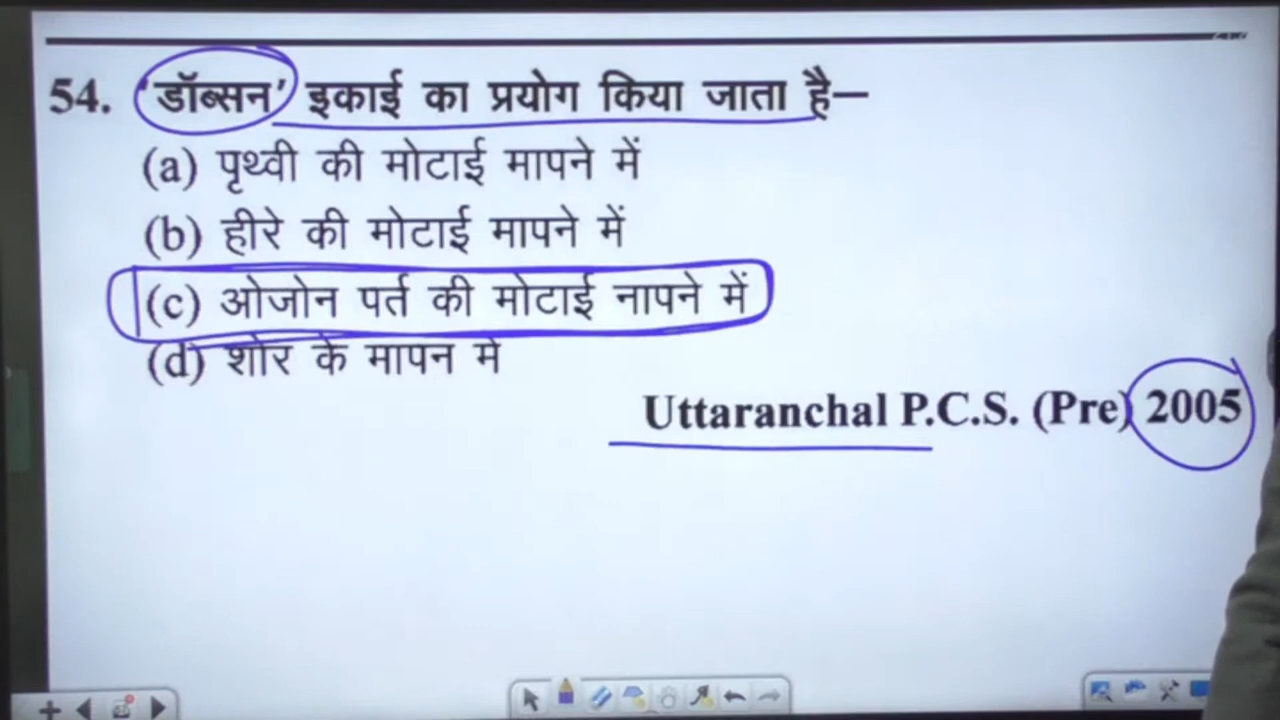 54. 'डॉब्सन' इकाई का प्रयोग किया जाता है–
(a) पृथ्वी की मोटाई मापने में
(b) हीरे की मोटाई मापने में
(c) ओजोन पर्त की मोटाई नापने में
(d) शोर के मापन में
Uttaranchal P.C.S. (Pre) 2005